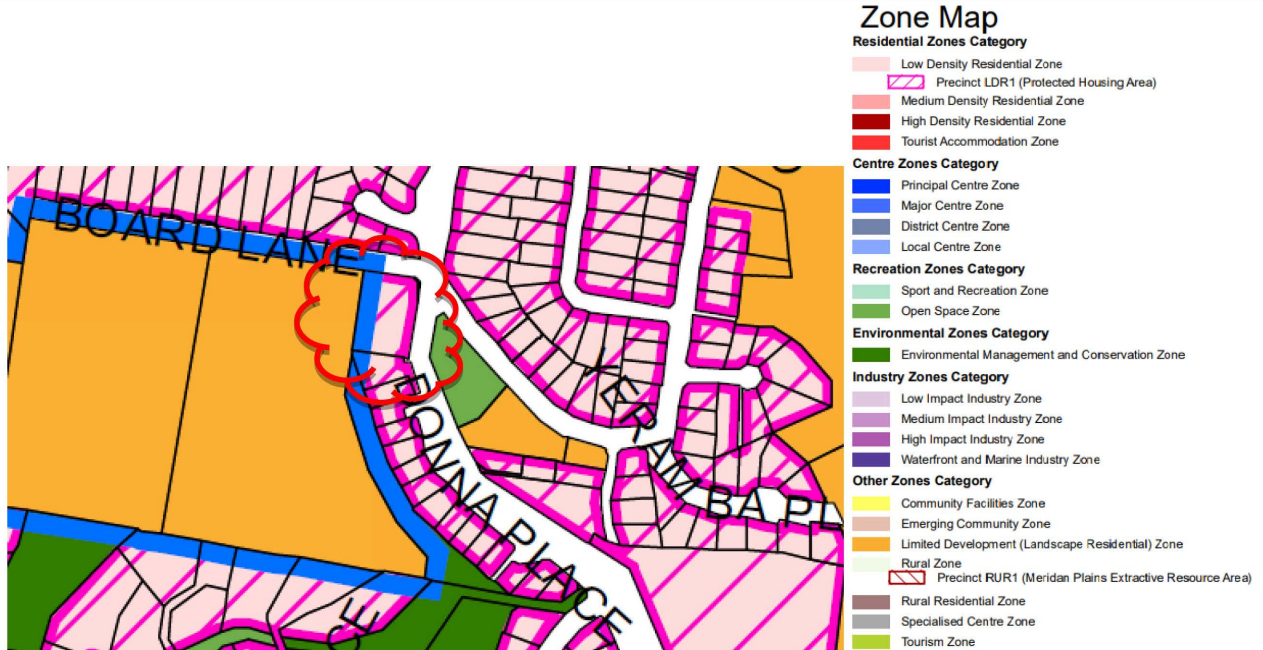 Zone Map
Residential Zones Category
Low Density Residential Zone
Precinct LDR1 (Protected Housing Area)
Medium Density Residential Zone
High Density Residential Zone
Tourist Accommodation Zone
Centre Zones Category
Principal Centre Zone
Major Centre Zone
District Centre Zone
Local Centre Zone
Recreation Zones Category
Sport and Recreation Zone
Open Space Zone
Environmental Zones Category
Environmental Management and Conservation Zone
Industry Zones Category
Low Impact Industry Zone
Medium Impact Industry Zone
High Impact Industry Zone
Waterfront and Marine Industry Zone
Other Zones Category
Community Facilities Zone
Emerging Community Zone
Limited Development (Landscape Residential) Zone
Rural Zone
Precinct RUR1 (Meridan Plains Extractive Resource Area)
Rural Residential Zone
Specialised Centre Zone
Tourism Zone
BOARD LANE
YERAMBA PL
PLACE